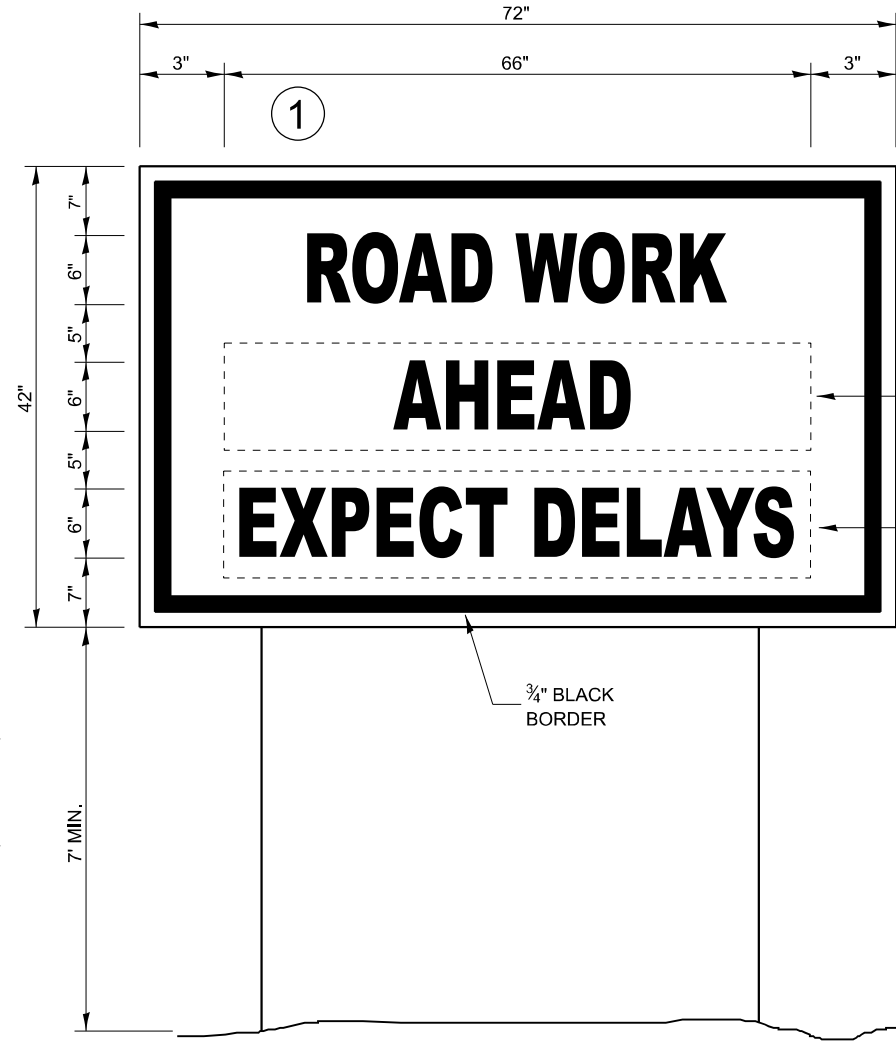 72"
3" 66" 3"
1
7"
6"
5"
6"
5"
6"
7"
42"
ROAD WORK
AHEAD
EXPECT DELAYS
¾" BLACK
BORDER
7' MIN.